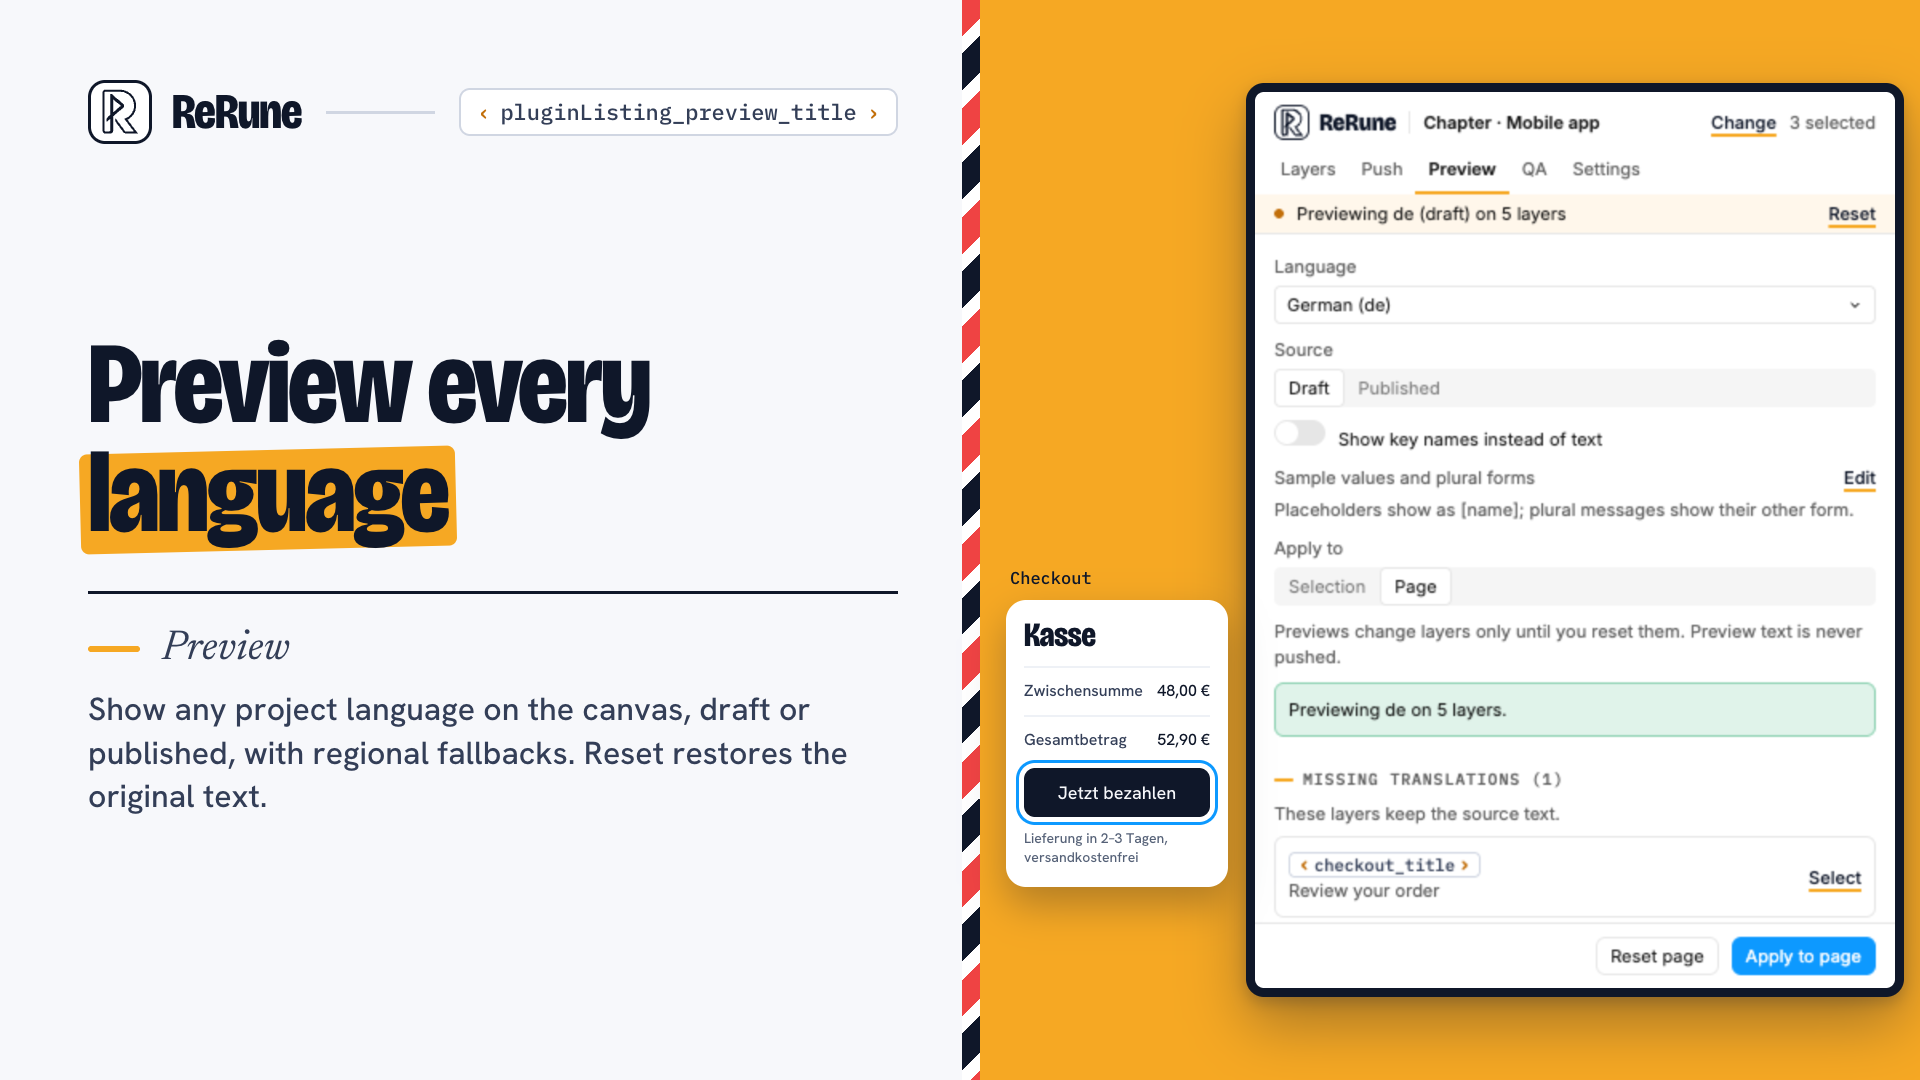 ReRune
‹ pluginListing_preview_title ›
Preview every
language
Preview
Show any project language on the canvas, draft or
published, with regional fallbacks. Reset restores the
original text.
Checkout
Kasse
Zwischensumme 48,00 €
Gesamtbetrag 52,90 €
Jetzt bezahlen
Lieferung in 2–3 Tagen,
versandkostenfrei
ReRune Chapter · Mobile app Change 3 selected
Layers Push Preview QA Settings
Previewing de (draft) on 5 layers Reset
Language
German (de)
Source
Draft Published
Show key names instead of text
Sample values and plural forms Edit
Placeholders show as [name]; plural messages show their other form.
Apply to
Selection Page
Previews change layers only until you reset them. Preview text is never
pushed.
Previewing de on 5 layers.
MISSING TRANSLATIONS (1)
These layers keep the source text.
‹ checkout_title ›
Review your order
Select
Reset page Apply to page